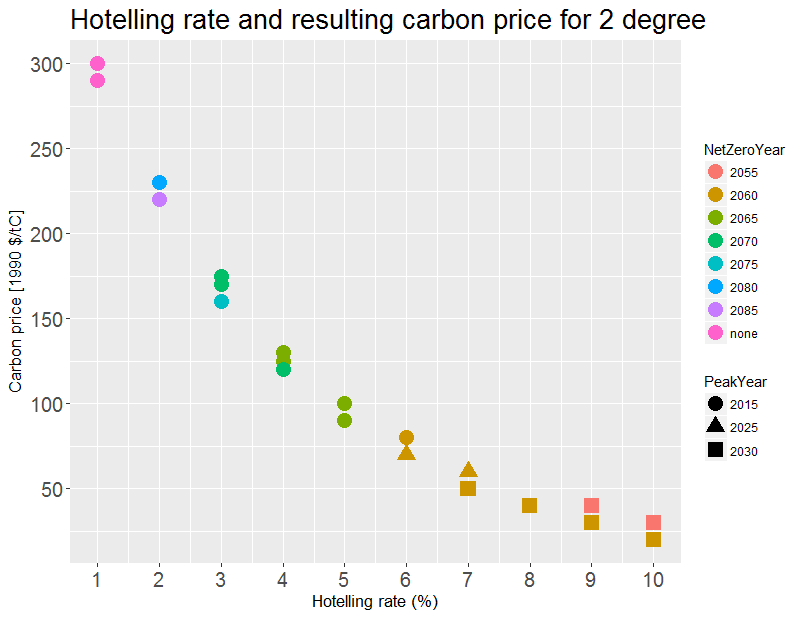 Hotelling rate and resulting carbon price for 2 degree
Carbon price [1990 $/tC]
300
250
200
150
100
50
1 2 3 4 5 6 7 8 9 10
Hotelling rate (%)
NetZeroYear
2055
2060
2065
2070
2075
2080
2085
none
PeakYear
2015
2025
2030